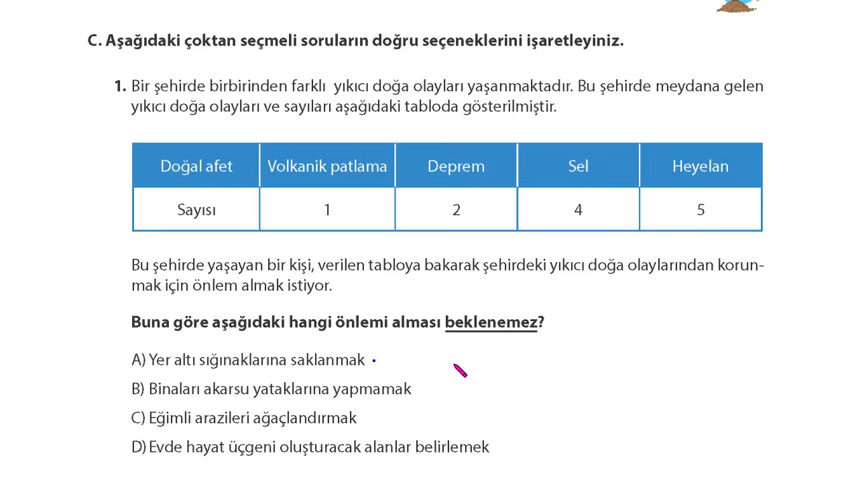 C. Aşağıdaki çoktan seçmeli soruların doğru seçeneklerini işaretleyiniz.
1. Bir şehirde birbirinden farklı yıkıcı doğa olayları yaşanmaktadır. Bu şehirde meydana gelen
yıkıcı doğa olayları ve sayıları aşağıdaki tabloda gösterilmiştir.
Doğal afet Volkanik patlama Deprem Sel Heyelan
Sayısı 1 2 4 5
Bu şehirde yaşayan bir kişi, verilen tabloya bakarak şehirdeki yıkıcı doğa olaylarından korun-
mak için önlem almak istiyor.
Buna göre aşağıdaki hangi önlemi alması beklenemez?
A) Yer altı sığınaklarına saklanmak
B) Binaları akarsu yataklarına yapmamak
C) Eğimli arazileri ağaçlandırmak
D) Evde hayat üçgeni oluşturacak alanlar belirlemek